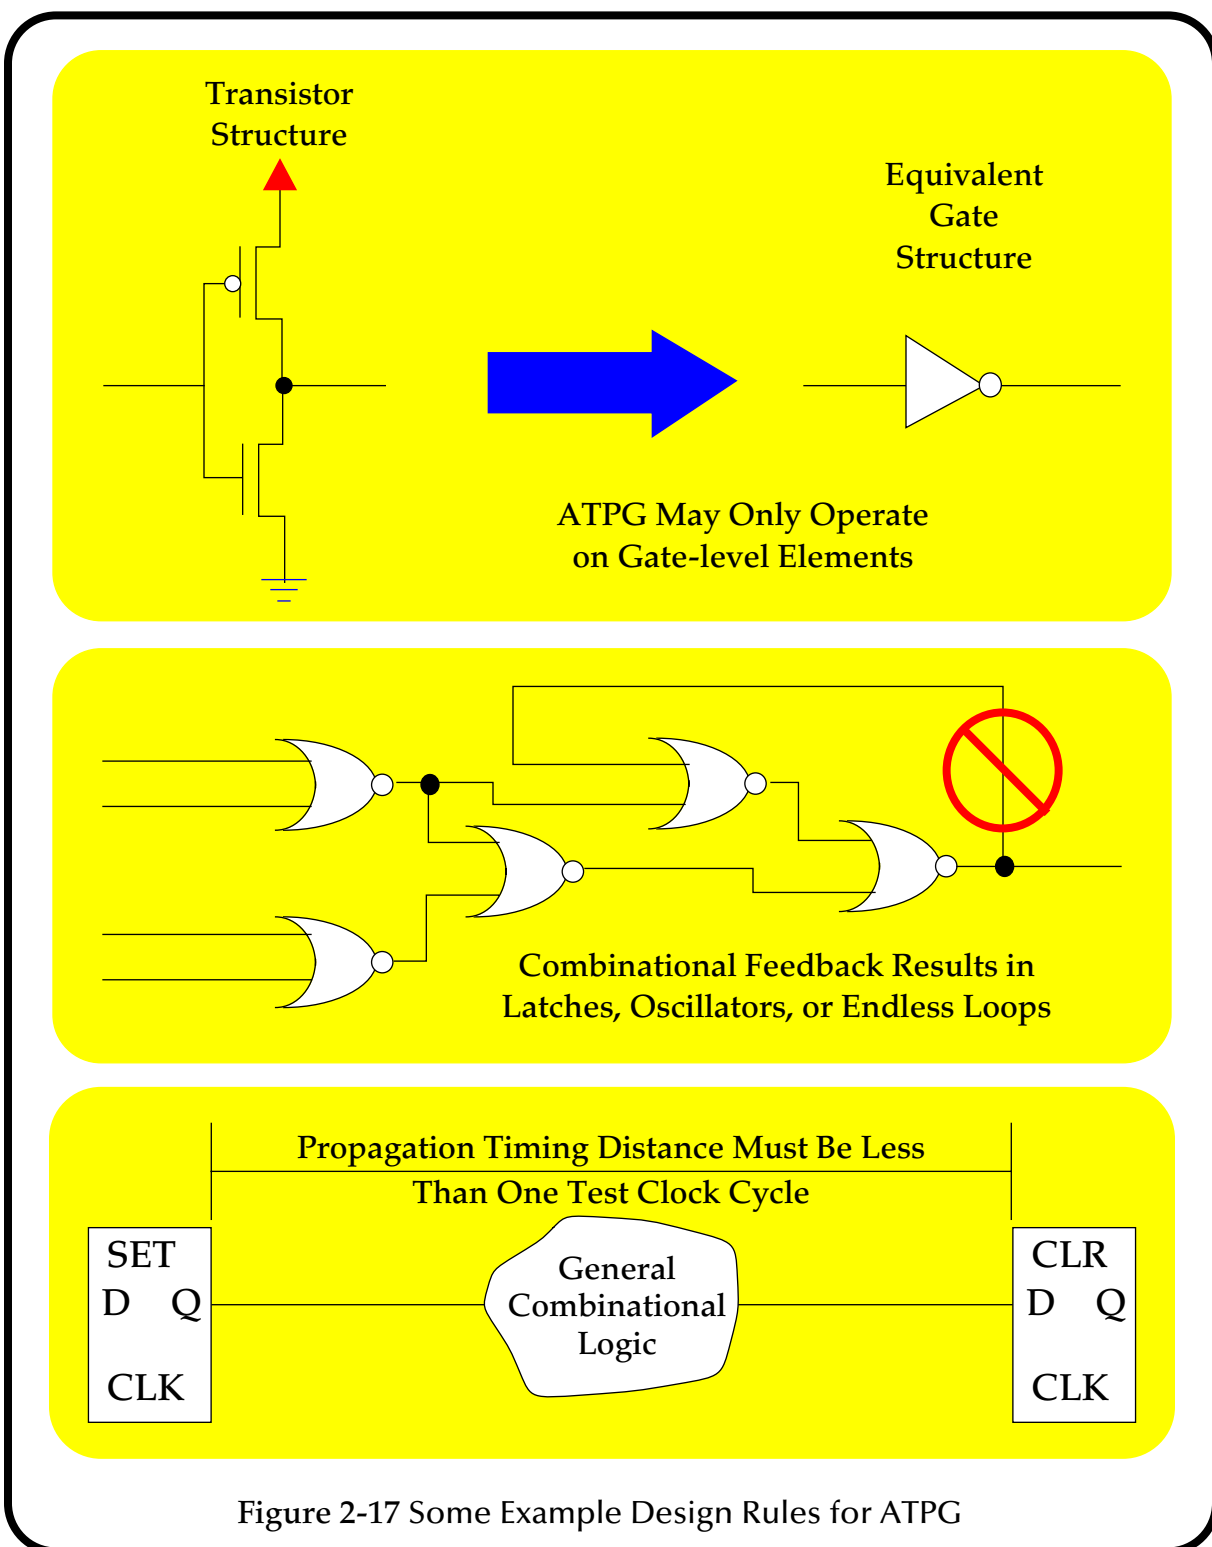 Transistor
Structure
Equivalent
Gate
Structure
ATPG May Only Operate
on Gate-level Elements
Combinational Feedback Results in
Latches, Oscillators, or Endless Loops
Propagation Timing Distance Must Be Less
Than One Test Clock Cycle
SET
D Q
CLK
General
Combinational
Logic
CLR
D Q
CLK
Figure 2-17 Some Example Design Rules for ATPG